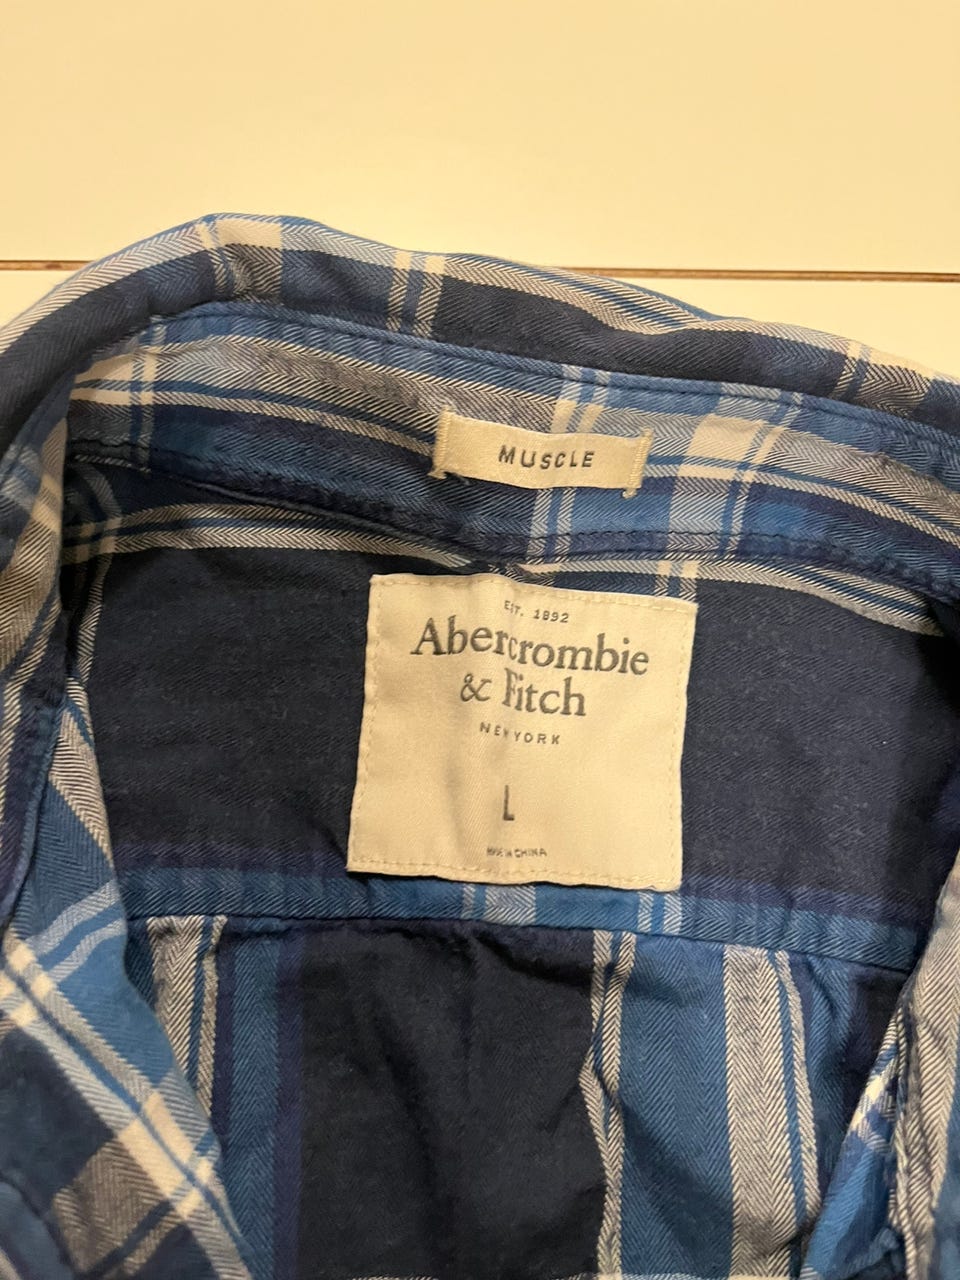 MUSCLE
EST. 1892
Abercrombie
& Fitch
NEW YORK
L
MADE IN CHINA